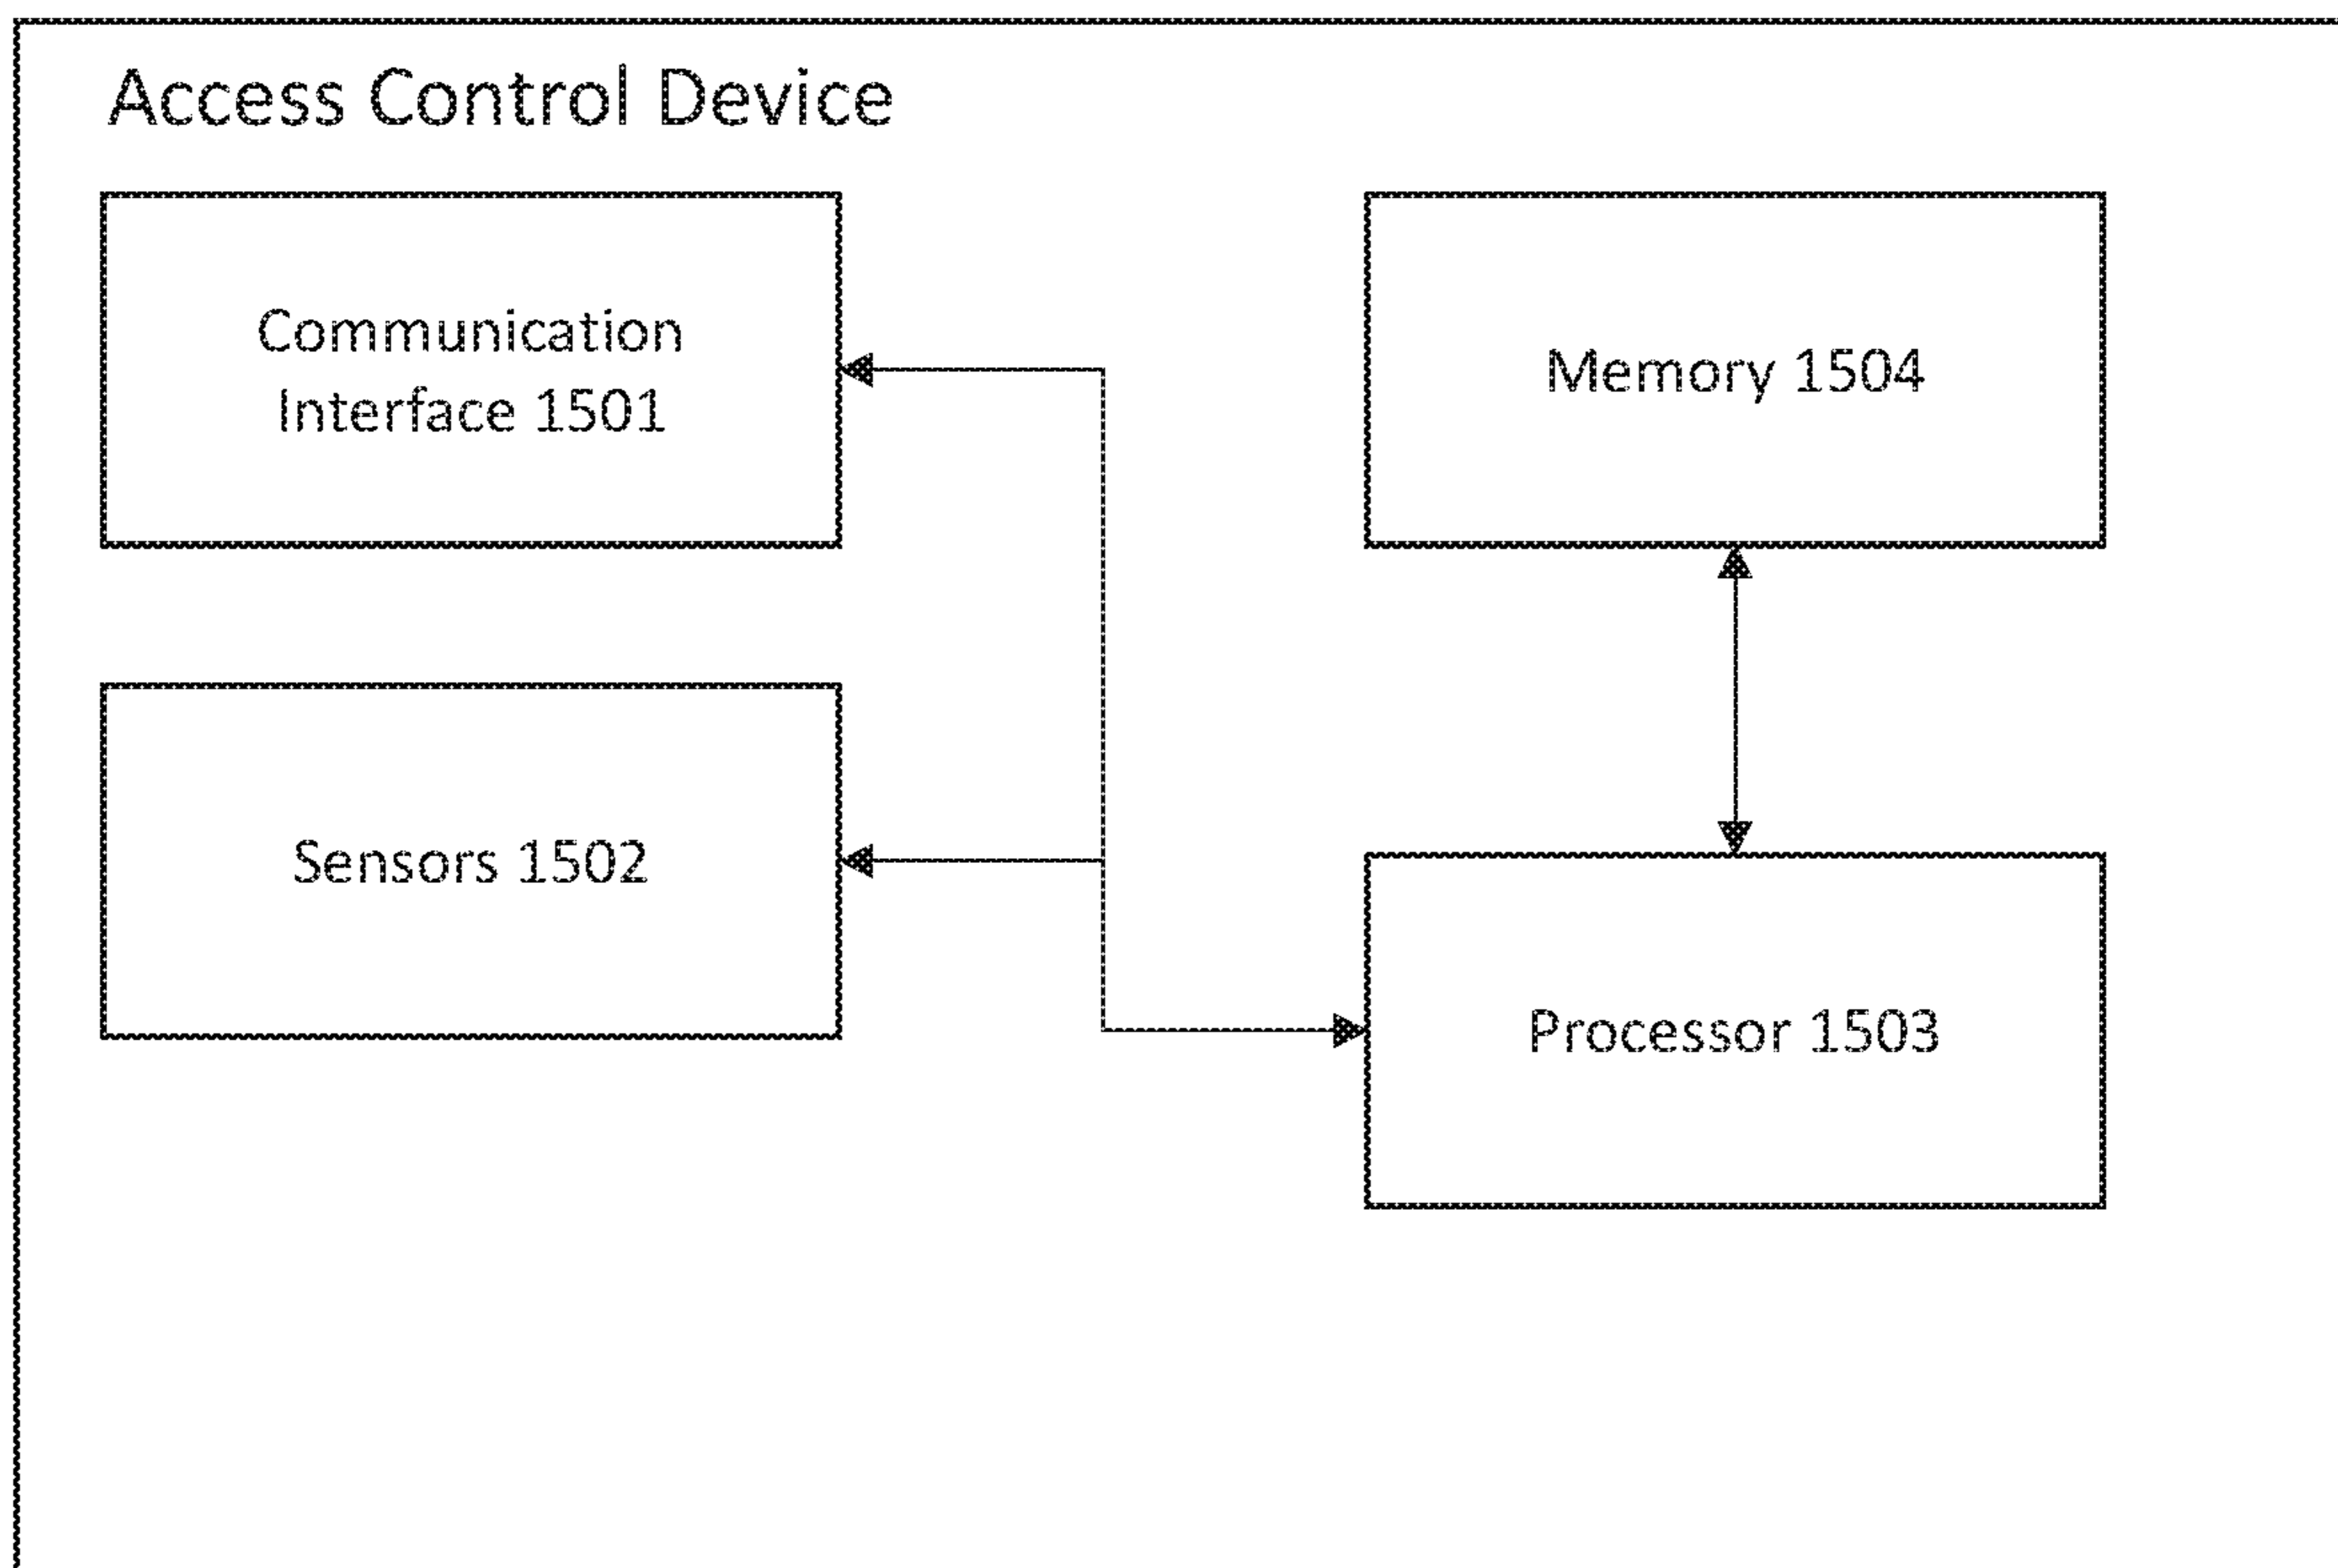 Access Control Device
Communication
Interface 1501
Memory 1504
Sensors 1502
Processor 1503